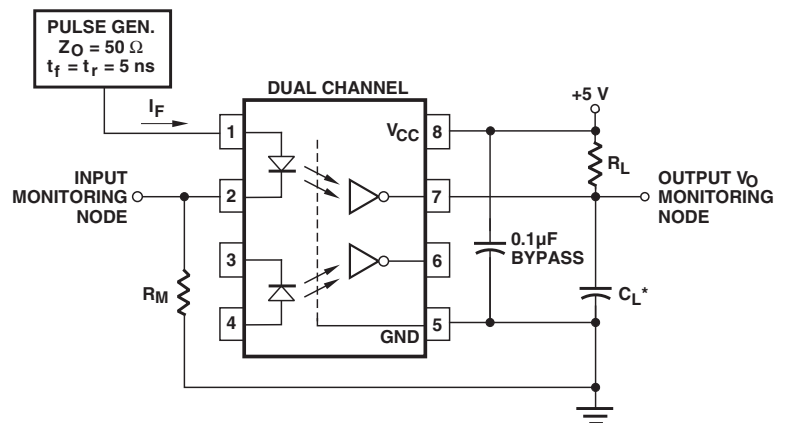 PULSE GEN.
ZO = 50 Ω
tf = tr = 5 ns
IF
DUAL CHANNEL
+5 V
1
VCC
8
RL
INPUT
MONITORING
NODE
2
7
OUTPUT VO
MONITORING
NODE
3
6
0.1µF
BYPASS
RM
CL*
4
5
GND